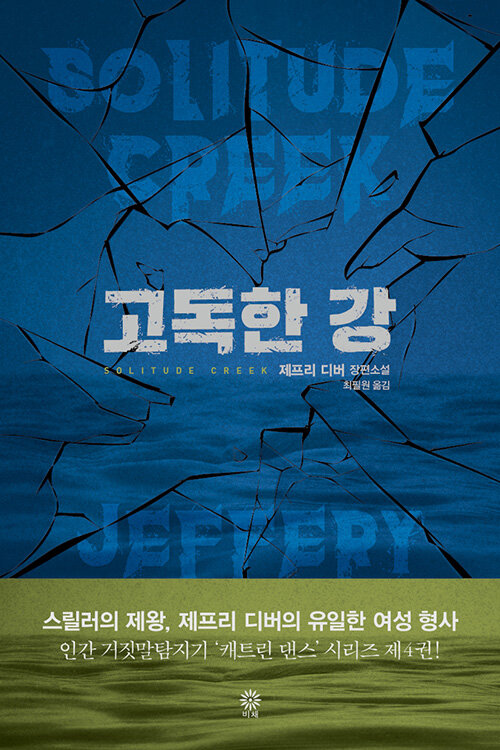 SOLITUDE
CREEK
고독한 강
SOLITUDE CREEK 제프리 디버 장편소설
최필원 옮김
JEFFERY
스릴러의 제왕, 제프리 디버의 유일한 여성 형사
인간 거짓말탐지기 ‘캐트린 댄스’ 시리즈 제4권!
비채